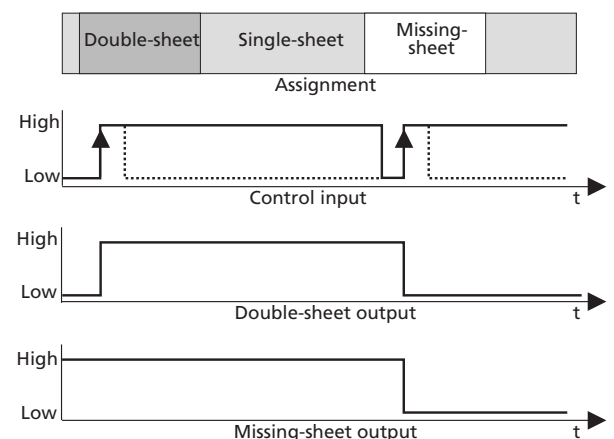 Double-sheet Single-sheet Missing-
sheet
Assignment
High
Low
Control input t
High
Low
Double-sheet output t
High
Low
Missing-sheet output t